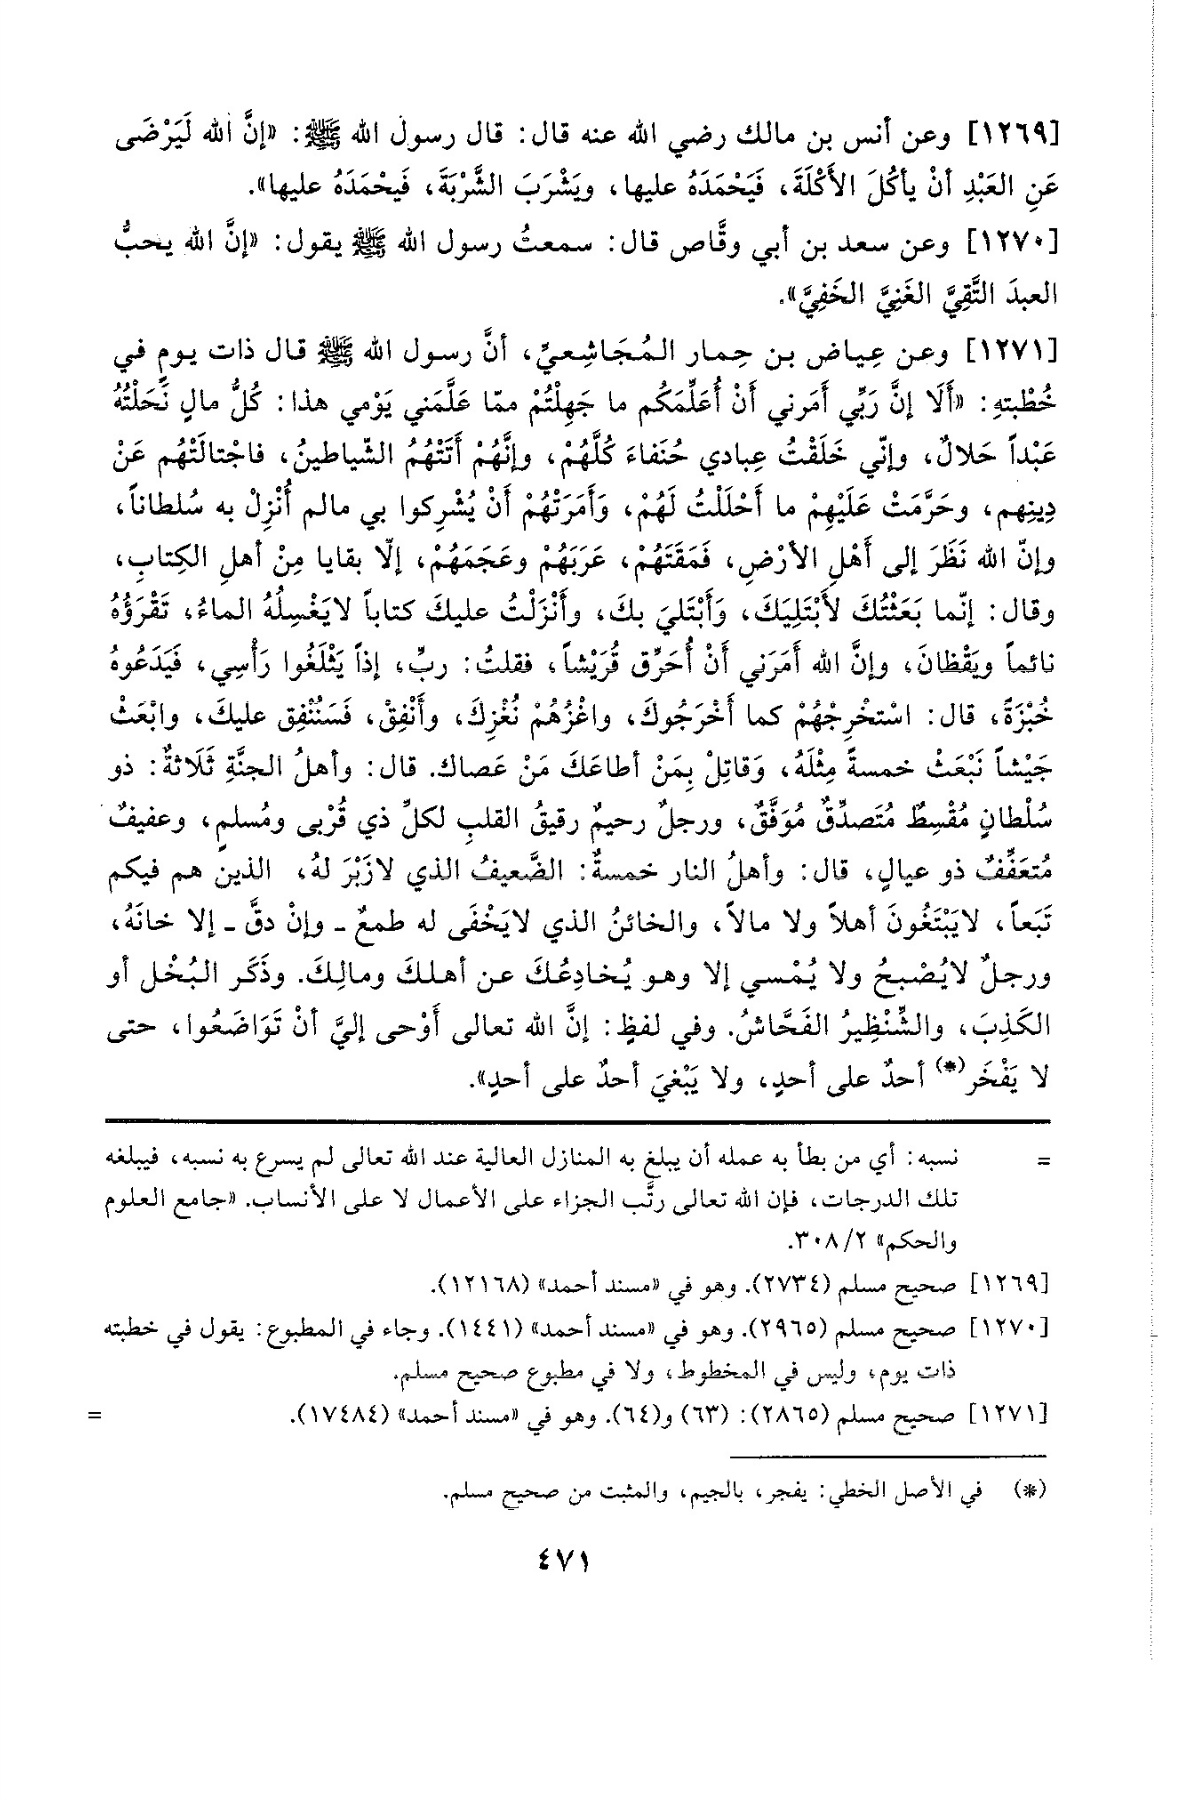 [١٢٦٩] وعن أنس بن مالك رضي الله عنه قال: قال رسول الله ﷺ: «إنَّ الله لَيَرْضَى
عَنِ العَبْدِ أنْ يأكُلَ الأَكْلَةَ، فَيَحْمَدَهُ عليها، ويَشْرَبَ الشَّرْبَةَ، فَيحْمَدَهُ عليها».
[١٢٧٠] وعن سعد بن أبي وقَّاص قال: سمعتُ رسول الله ﷺ يقول: «إنَّ الله يحبُّ
العبدَ التَّقِيَّ الغَنِيَّ الخَفِيَّ».
[١٢٧١] وعن عِياض بن حِمار المُجَاشِعيِّ، أنَّ رسول الله ﷺ قال ذات يومٍ في
خُطْبتهِ: «أَلَا إنَّ رَبِّي أَمَرني أَنْ أُعَلِّمَكُم ما جَهِلْتُمْ ممّا عَلَّمَني يَوْمي هذا: كُلُّ مالٍ نَحَلْتُهُ
عَبْداً حَلالٌ، وإنّي خَلَقْتُ عِبادي حُنَفاءَ كُلَّهُمْ، وإنَّهُمْ أَتَتْهُمُ الشّياطينُ، فاجْتالَتْهُم عَنْ
دِينِهم، وحَرَّمَتْ عَلَيْهِمْ ما أَحْلَلْتُ لَهُمْ، وَأَمَرَتْهُمْ أَنْ يُشْرِكوا بي مالم أُنْزِلْ به سُلطاناً،
وإنّ الله نَظَرَ إلى أَهْلِ الأرْضِ، فَمَقَتَهُمْ، عَرَبَهُمْ وعَجَمَهُمْ، إلّا بقايا مِنْ أهلِ الكِتابِ،
وقال: إنّما بَعَثْتُكَ لأَبْتَلِيَكَ، وَأَبْتَليَ بكَ، وأَنْزَلْتُ عليكَ كتاباً لايَغْسِلُهُ الماءُ، تَقْرَؤُهُ
نائماً ويَقْظانَ، وإنَّ الله أَمَرَني أَنْ أُحَرِّق قُرَيْشاً، فقلتُ: ربِّ، إذاً يَثْلَغُوا رَأْسِي، فَيَدَعُوهُ
خُبْزَةً، قال: اسْتخْرِجْهُمْ كما أَخْرَجُوكَ، واغْزُهُمْ نُغْزِكَ، وأَنْفِقْ، فَسَنُنْفِق عليكَ، وابْعَثْ
جَيْشاً نَبْعَثْ خمسةً مِثْلَهُ، وَقاتِلْ بِمَنْ أطاعَكَ مَنْ عَصاك. قال: وأهلُ الجنَّةِ ثَلَاثةٌ: ذو
سُلْطانٍ مُقْسِطٌ مُتَصدِّقٌ مُوَفَّقٌ، ورجلٌ رحيمٌ رقيقُ القلبِ لكلِّ ذي قُرْبى ومُسلمٍ، وعفيفٌ
مُتعَفِّفٌ ذو عيالٍ، قال: وأهلُ النار خمسةٌ: الضَّعيفُ الذي لازَبْرَ لهُ، الذين هم فيكم
تَبَعاً، لايَبْتَغُونَ أهلاً ولا مالاً، والخائنُ الذي لايَخْفَى له طمعٌ ـ وإنْ دقَّ ـ إلا خانَهُ،
ورجلٌ لايُصْبحُ ولا يُمْسي إلا وهو يُخادِعُكَ عن أهلكَ ومالِكَ. وذَكَر البُخْل أو
الكَذِبَ، والشِّنْظِيرُ الفَحَّاشُ. وفي لفظٍ: إنَّ الله تعالى أَوْحى إليَّ أنْ تَوَاضَعُوا، حتى
لا يَفْخَر(*) أحدٌ على أحدٍ، ولا يَبْغيَ أحدٌ على أحدٍ».
= نسبه: أي من بطأ به عمله أن يبلغ به المنازل العالية عند الله تعالى لم يسرع به نسبه، فيبلغه
تلك الدرجات، فإن الله تعالى رتَّب الجزاء على الأعمال لا على الأنساب. «جامع العلوم
والحكم» ٣٠٨/٢.
[١٢٦٩] صحيح مسلم (٢٧٣٤). وهو في «مسند أحمد» (١٢١٦٨).
[١٢٧٠] صحيح مسلم (٢٩٦٥). وهو في «مسند أحمد» (١٤٤١). وجاء في المطبوع: يقول في خطبته
ذات يوم، وليس في المخطوط، ولا في مطبوع صحيح مسلم.
[١٢٧١] صحيح مسلم (٢٨٦٥): (٦٣) و(٦٤). وهو في «مسند أحمد» (١٧٤٨٤). =
(*) في الأصل الخطي: يفجر، بالجيم، والمثبت من صحيح مسلم.
٤٧١